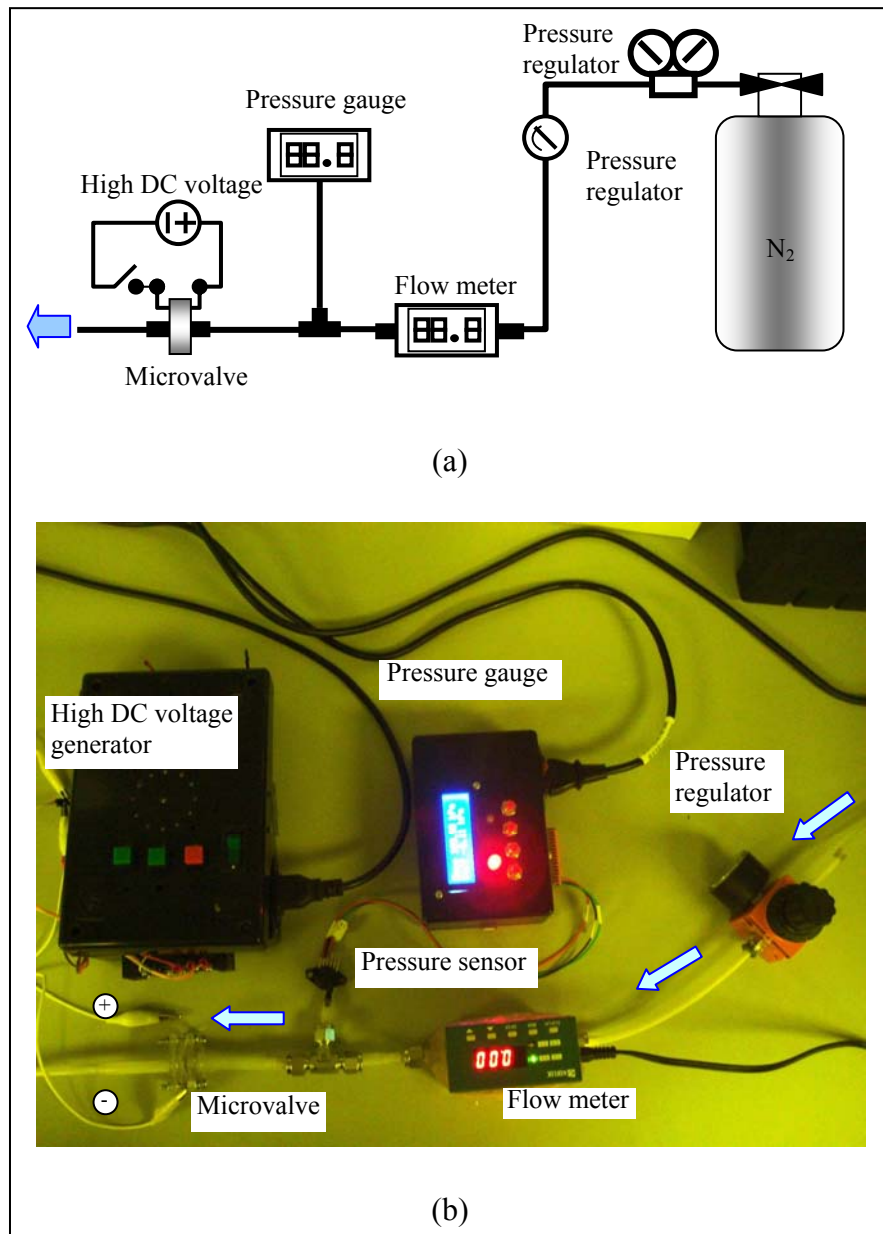 Pressure
regulator
Pressure gauge
High DC voltage
Pressure
regulator
N2
Flow meter
Microvalve
(a)
Pressure gauge
High DC voltage
generator
Pressure
regulator
Pressure sensor
+
-
000
Microvalve
Flow meter
(b)